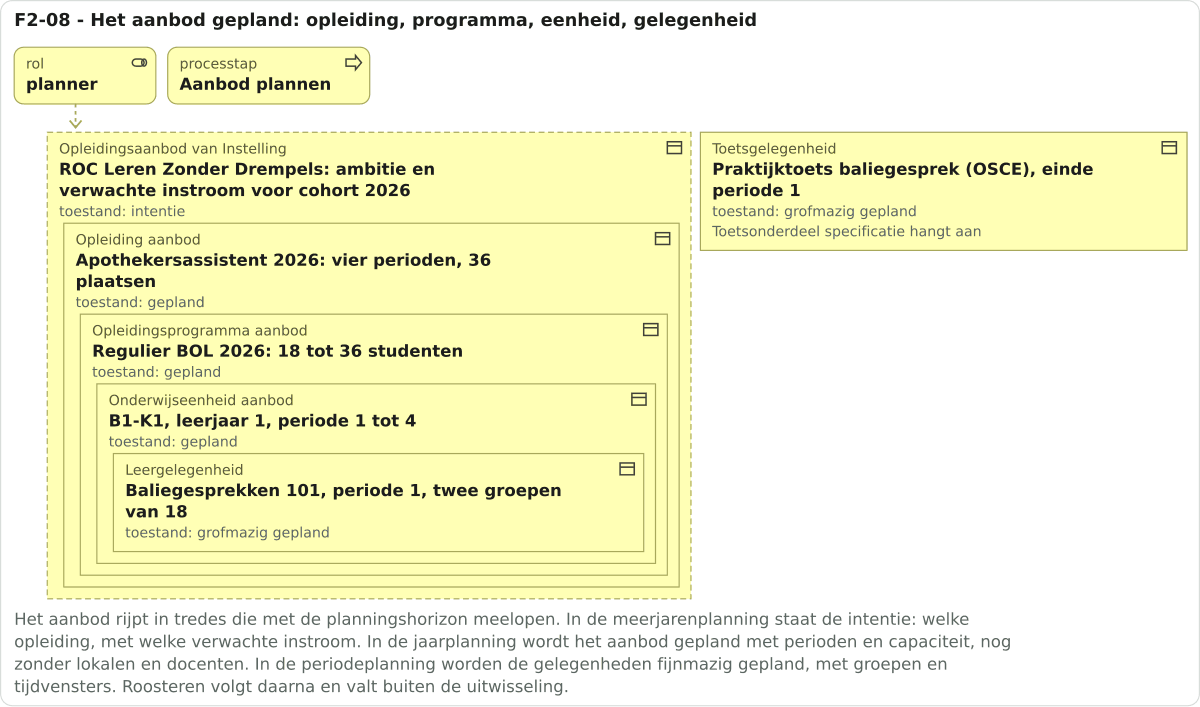 F2-08 - Het aanbod gepland: opleiding, programma, eenheid, gelegenheid
rol
planner
processtap
Aanbod plannen
Opleidingsaanbod van Instelling
ROC Leren Zonder Drempels: ambitie en
verwachte instroom voor cohort 2026
toestand: intentie
Opleiding aanbod
Apothekersassistent 2026: vier perioden, 36
plaatsen
toestand: gepland
Opleidingsprogramma aanbod
Regulier BOL 2026: 18 tot 36 studenten
toestand: gepland
Onderwijseenheid aanbod
B1-K1, leerjaar 1, periode 1 tot 4
toestand: gepland
Leergelegenheid
Baliegesprekken 101, periode 1, twee groepen
van 18
toestand: grofmazig gepland
Toetsgelegenheid
Praktijktoets baliegesprek (OSCE), einde
periode 1
toestand: grofmazig gepland
Toetsonderdeel specificatie hangt aan
Het aanbod rijpt in tredes die met de planningshorizon meelopen. In de meerjarenplanning staat de intentie: welke
opleiding, met welke verwachte instroom. In de jaarplanning wordt het aanbod gepland met perioden en capaciteit, nog
zonder lokalen en docenten. In de periodeplanning worden de gelegenheden fijnmazig gepland, met groepen en
tijdvensters. Roosteren volgt daarna en valt buiten de uitwisseling.